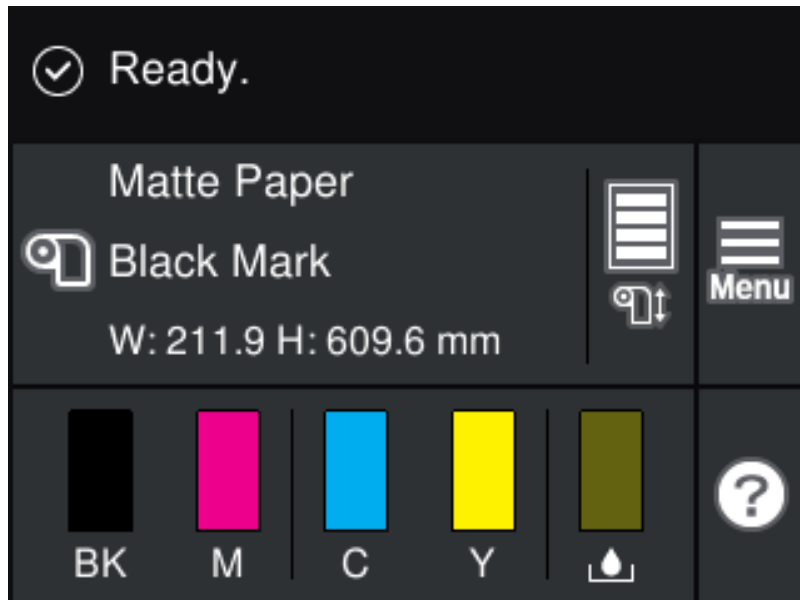 Ready.
Matte Paper
Black Mark
W: 211.9 H: 609.6 mm
Menu
BK M C Y
?